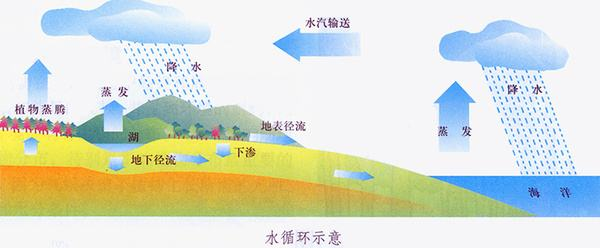 水汽输送
降水
降水
蒸发
植物蒸腾
地表径流
蒸发
湖
下渗
地下径流
海洋
水循环示意